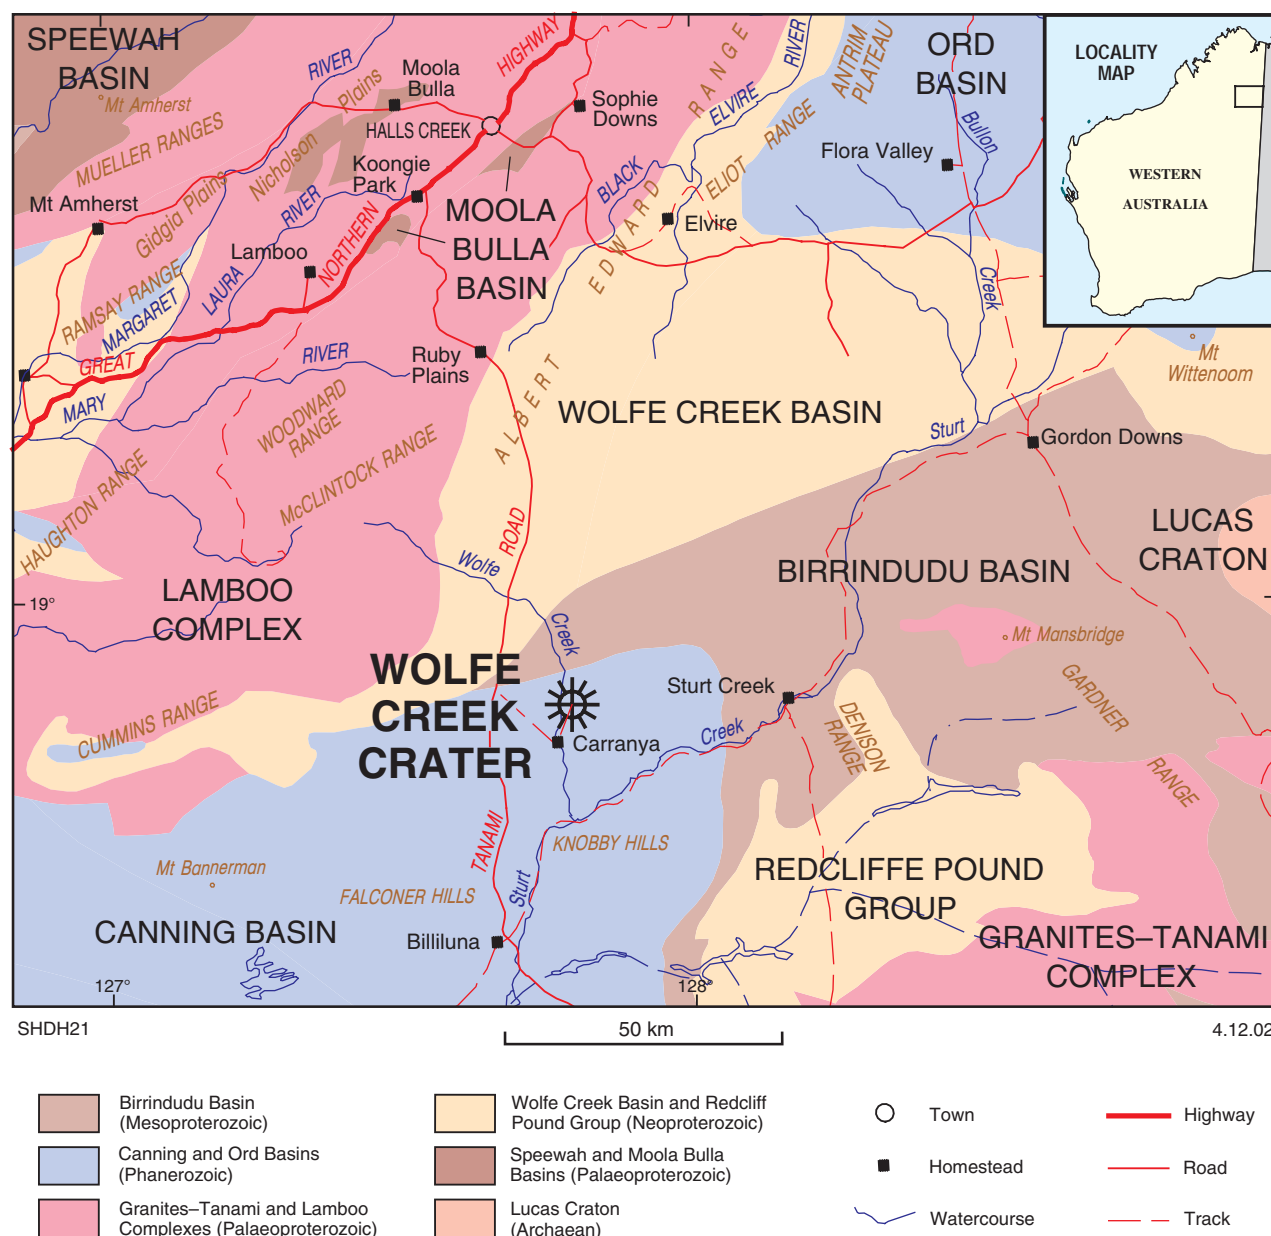 SPEEWAH
BASIN
Mt Amherst
MUELLER RANGES
RIVER
Moola
Bulla
Nicholson
Plains
HIGHWAY
Sophie
Downs
HALLS CREEK
RANGE
ELVIRE
RIVER
ANTRIM
PLATEAU
ORD
BASIN
Bullon
Creek
Flora Valley
LOCALITY
MAP
WESTERN
AUSTRALIA
Mt Amherst
Gidgia Plains
Koongie
Park
RIVER
LAURA
Lamboo
NORTHERN
MOOLA
BULLA
BASIN
BLACK
EDWARD
ELIOT
RANGE
Elvire
RAMSAY RANGE
MARGARET
GREAT
MARY
RIVER
WOODWARD
RANGE
Ruby
Plains
ALBERT
WOLFE CREEK BASIN
Mt
Wittenoom
Sturt
Gordon Downs
HAUGHTON RANGE
McCLINTOCK RANGE
ROAD
Wolfe
Creek
LUCAS
CRATON
BIRRINDUDU BASIN
19°
LAMBOO
COMPLEX
Mt Mansbridge
WOLFE
CREEK
CRATER
Carranya
Sturt Creek
Creek
CUMMINS RANGE
DENISON
RANGE
GARDNER
RANGE
TANAMI
KNOBBY HILLS
Mt Bannerman
FALCONER HILLS
Sturt
REDCLIFFE POUND
GROUP
CANNING BASIN
Billiluna
GRANITES–TANAMI
COMPLEX
127°
128°
SHDH21
50 km
4.12.02
Birrindudu Basin
(Mesoproterozoic)
Canning and Ord Basins
(Phanerozoic)
Granites–Tanami and Lamboo
Complexes (Palaeoproterozoic)
Wolfe Creek Basin and Redcliff
Pound Group (Neoproterozoic)
Speewah and Moola Bulla
Basins (Palaeoproterozoic)
Lucas Craton
(Archaean)
Town
Homestead
Watercourse
Highway
Road
Track